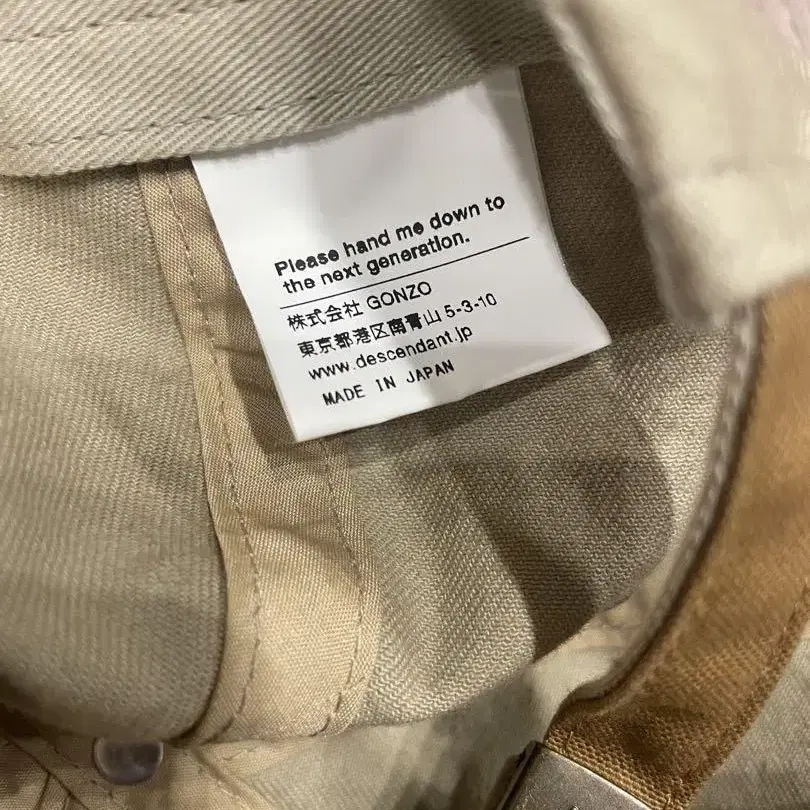 Please hand me down to
the next generation.
株式会社 GONZO
東京都港区南青山 5-3-10
www.descendant.jp
MADE IN JAPAN